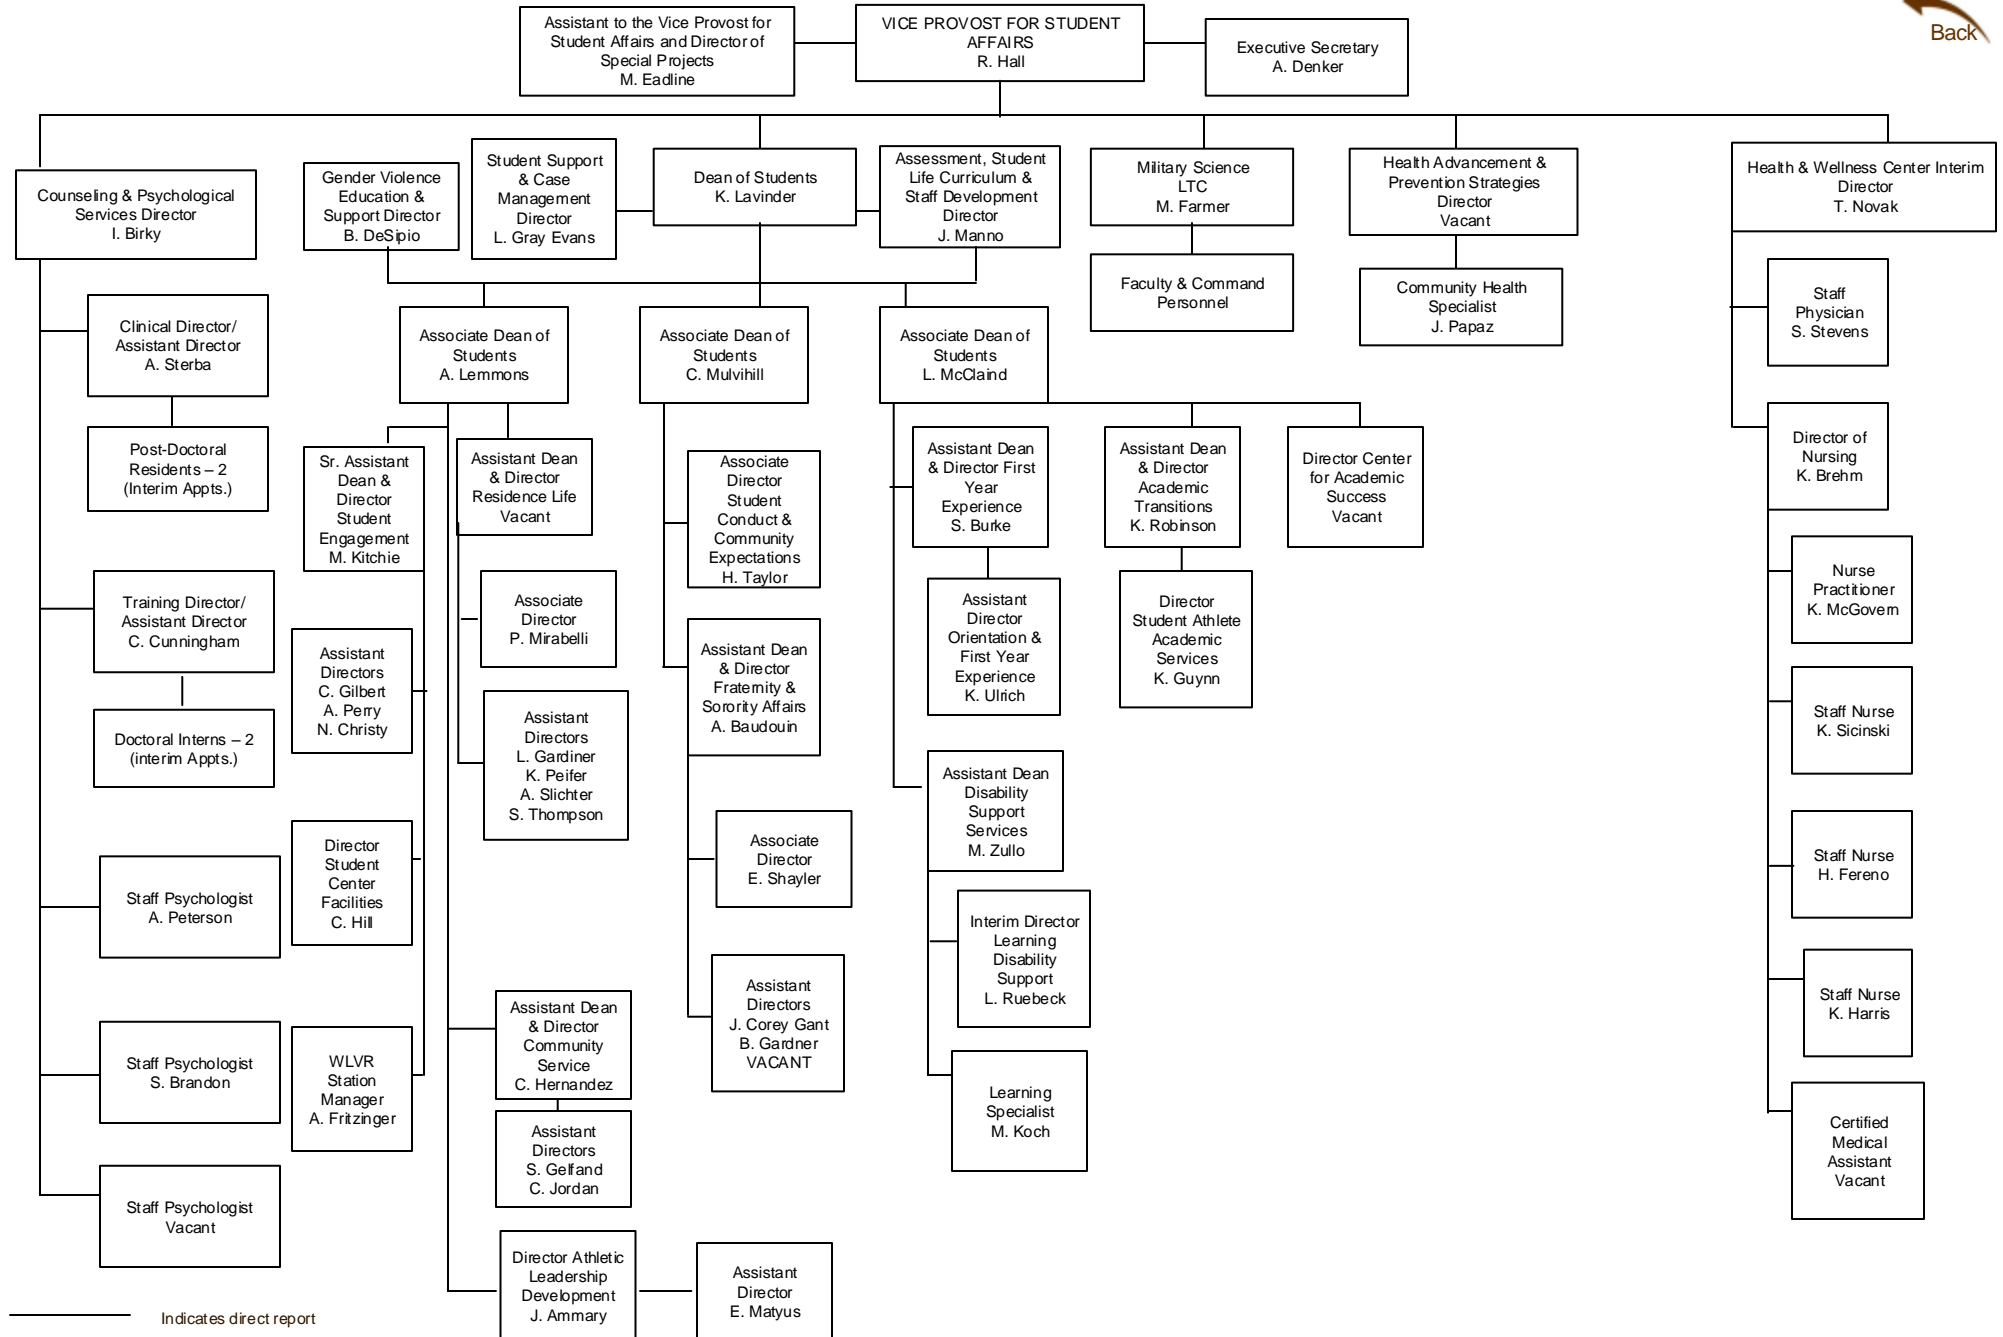 Back
Assistant to the Vice Provost for
Student Affairs and Director of
Special Projects
M. Eadline
VICE PROVOST FOR STUDENT
AFFAIRS
R. Hall
Executive Secretary
A. Denker
Counseling & Psychological
Services Director
I. Birky
Gender Violence
Education &
Support Director
B. DeSipio
Student Support
& Case
Management
Director
L. Gray Evans
Dean of Students
K. Lavinder
Assessment, Student
Life Curriculum &
Staff Development
Director
J. Manno
Military Science
LTC
M. Farmer
Health Advancement &
Prevention Strategies
Director
Vacant
Health & Wellness Center Interim
Director
T. Novak
Faculty & Command
Personnel
Community Health
Specialist
J. Papaz
Clinical Director/
Assistant Director
A. Sterba
Post-Doctoral
Residents – 2
(Interim Appts.)
Training Director/
Assistant Director
C. Cunningham
Doctoral Interns – 2
(interim Appts.)
Staff Psychologist
A. Peterson
Staff Psychologist
S. Brandon
Staff Psychologist
Vacant
Associate Dean of
Students
A. Lemmons
Sr. Assistant
Dean &
Director
Student
Engagement
M. Kitchie
Assistant
Directors
C. Gilbert
A. Perry
N. Christy
Director
Student
Center
Facilities
C. Hill
WLVR
Station
Manager
A. Fritzinger
Assistant Dean
& Director
Residence Life
Vacant
Associate
Director
P. Mirabelli
Assistant
Directors
L. Gardiner
K. Peifer
A. Slichter
S. Thompson
Assistant Dean
& Director
Community
Service
C. Hernandez
Assistant
Directors
S. Gelfand
C. Jordan
Director Athletic
Leadership
Development
J. Ammary
Assistant
Director
E. Matyus
Associate Dean of
Students
C. Mulvihill
Associate
Director
Student
Conduct &
Community
Expectations
H. Taylor
Assistant Dean
& Director
Fraternity &
Sorority Affairs
A. Baudouin
Associate
Director
E. Shayler
Assistant
Directors
J. Corey Gant
B. Gardner
VACANT
Associate Dean of
Students
L. McClaind
Assistant Dean
& Director First
Year
Experience
S. Burke
Assistant
Director
Orientation &
First Year
Experience
K. Ulrich
Assistant Dean
& Director
Academic
Transitions
K. Robinson
Director
Student Athlete
Academic
Services
K. Guynn
Director Center
for Academic
Success
Vacant
Assistant Dean
Disability
Support
Services
M. Zullo
Interim Director
Learning
Disability
Support
L. Ruebeck
Learning
Specialist
M. Koch
Staff
Physician
S. Stevens
Director of
Nursing
K. Brehm
Nurse
Practitioner
K. McGovern
Staff Nurse
K. Sicinski
Staff Nurse
H. Fereno
Staff Nurse
K. Harris
Certified
Medical
Assistant
Vacant
Indicates direct report